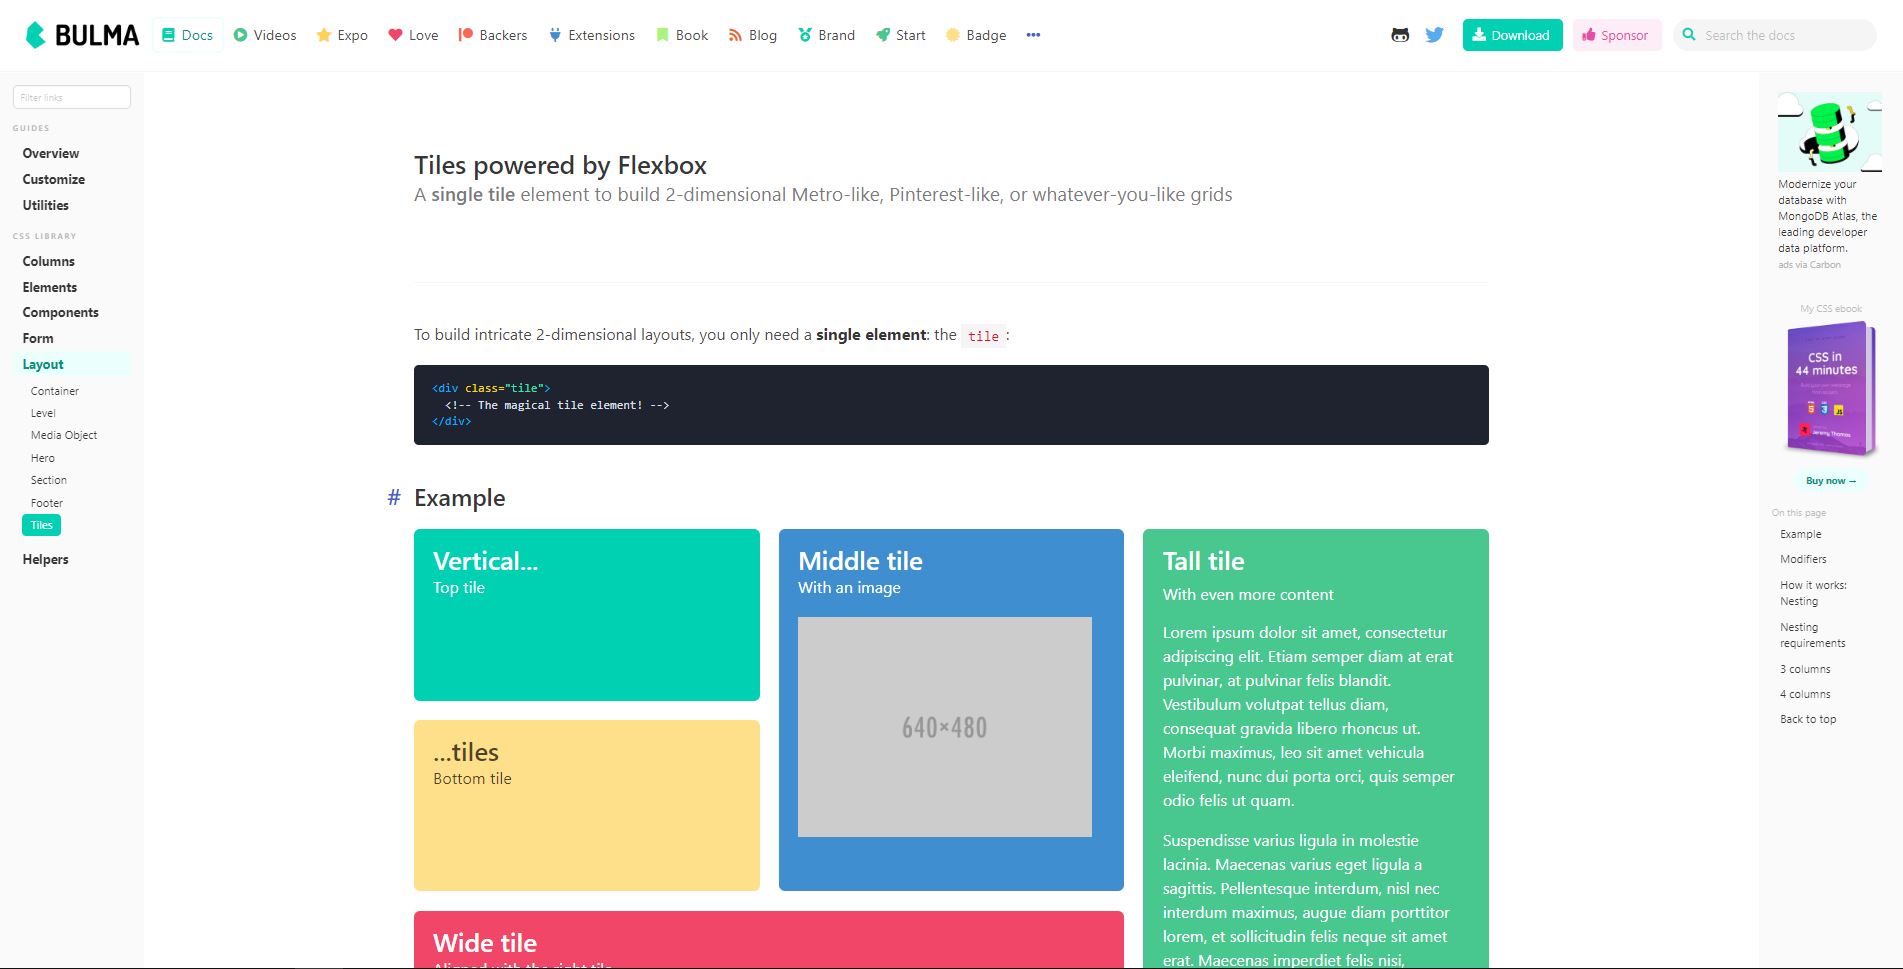 BULMA
Docs
Videos
Expo
Love
Backers
Extensions
Book
Blog
Brand
Start
Badge
Download
Sponsor
Search the docs
Filter links
GUIDES
Overview
Customize
Utilities
CSS LIBRARY
Columns
Elements
Components
Form
Layout
Container
Level
Media Object
Hero
Section
Footer
Tiles
Helpers
Tiles powered by Flexbox
A single tile element to build 2-dimensional Metro-like, Pinterest-like, or whatever-you-like grids
To build intricate 2-dimensional layouts, you only need a single element: the tile:
<div class="tile">
<!-- The magical tile element! -->
</div>
# Example
Vertical...
Top tile
...tiles
Bottom tile
Middle tile
With an image
640×480
Wide tile
Aligned with the right tile
Tall tile
With even more content
Lorem ipsum dolor sit amet, consectetur
adipiscing elit. Etiam semper diam at erat
pulvinar, at pulvinar felis blandit.
Vestibulum volutpat tellus diam,
consequat gravida libero rhoncus ut.
Morbi maximus, leo sit amet vehicula
eleifend, nunc dui porta orci, quis semper
odio felis ut quam.
Suspendisse varius ligula in molestie
lacinia. Maecenas varius eget ligula a
sagittis. Pellentesque interdum, nisl nec
interdum maximus, augue diam porttitor
lorem, et sollicitudin felis neque sit amet
erat. Maecenas imperdiet felis nisi,
Modernize your
database with
MongoDB Atlas, the
leading developer
data platform.
ads via Carbon
My CSS ebook
CSS in
44 minutes
Jeremy Thomas
Buy now →
On this page
Example
Modifiers
How it works:
Nesting
Nesting
requirements
3 columns
4 columns
Back to top